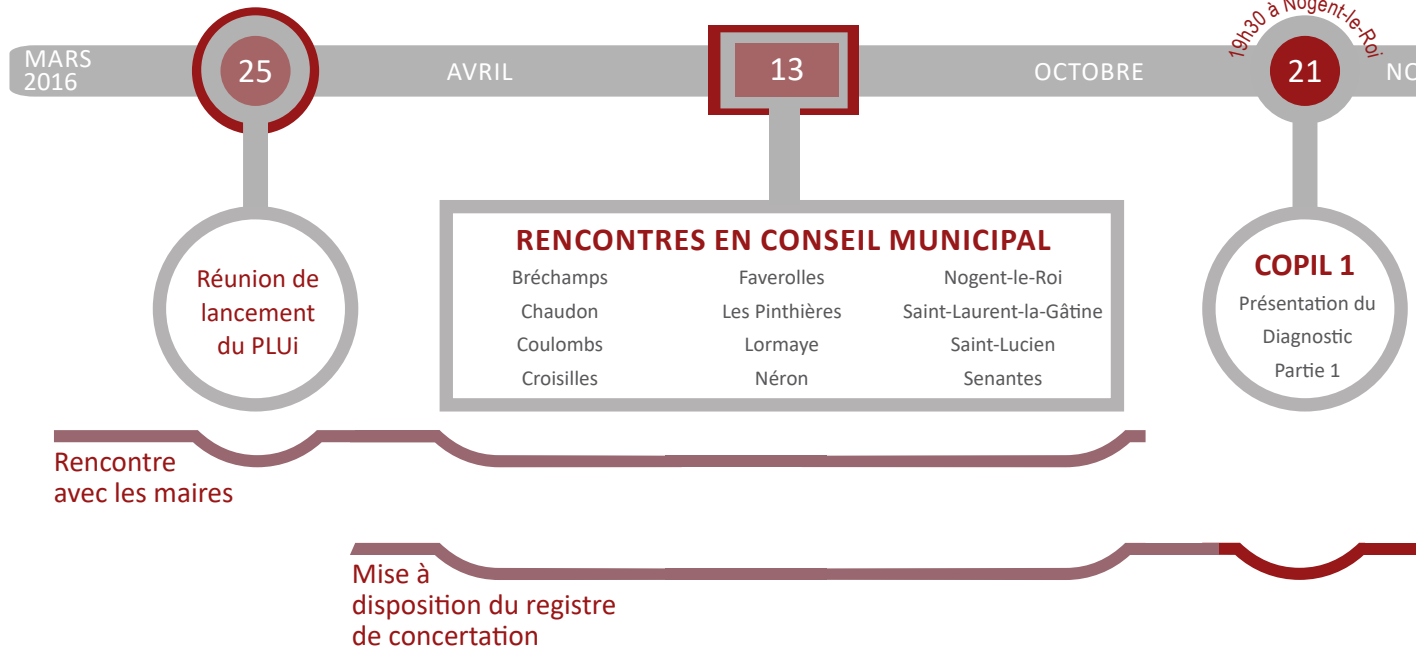 19h30 à Nogent-le-Roi
MARS
2016
25
AVRIL
13
OCTOBRE
21
Réunion de
lancement
du PLUi
RENCONTRES EN CONSEIL MUNICIPAL
Bréchamps
Faverolles
Nogent-le-Roi
Chaudon
Les Pinthières
Saint-Laurent-la-Gâtine
Coulombs
Lormaye
Saint-Lucien
Croisilles
Néron
Senantes
COPIL 1
Présentation du
Diagnostic
Partie 1
Rencontre
avec les maires
Mise à
disposition du registre
de concertation